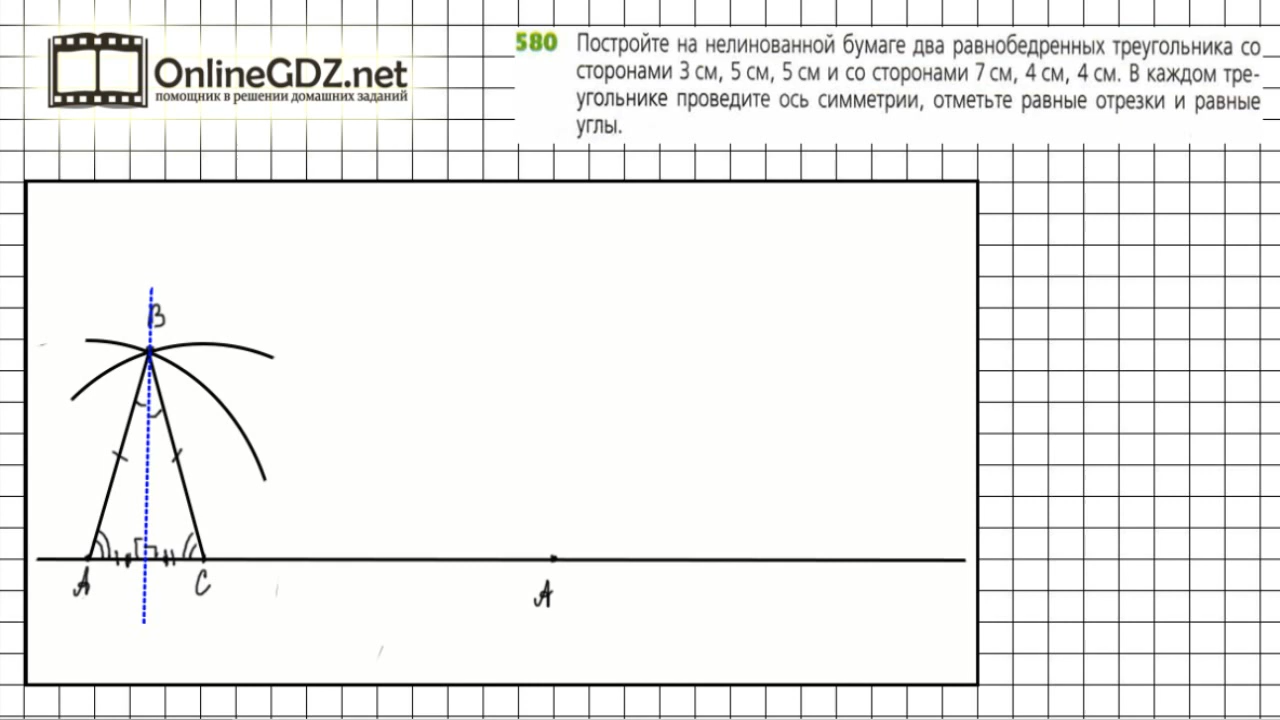 OnlineGDZ.net
помощник в решении домашних заданий
580 Постройте на нелинованной бумаге два равнобедренных треугольника со
сторонами 3 см, 5 см, 5 см и со сторонами 7 см, 4 см, 4 см. В каждом тре-
угольнике проведите ось симметрии, отметьте равные отрезки и равные
углы.
B
A
C
A